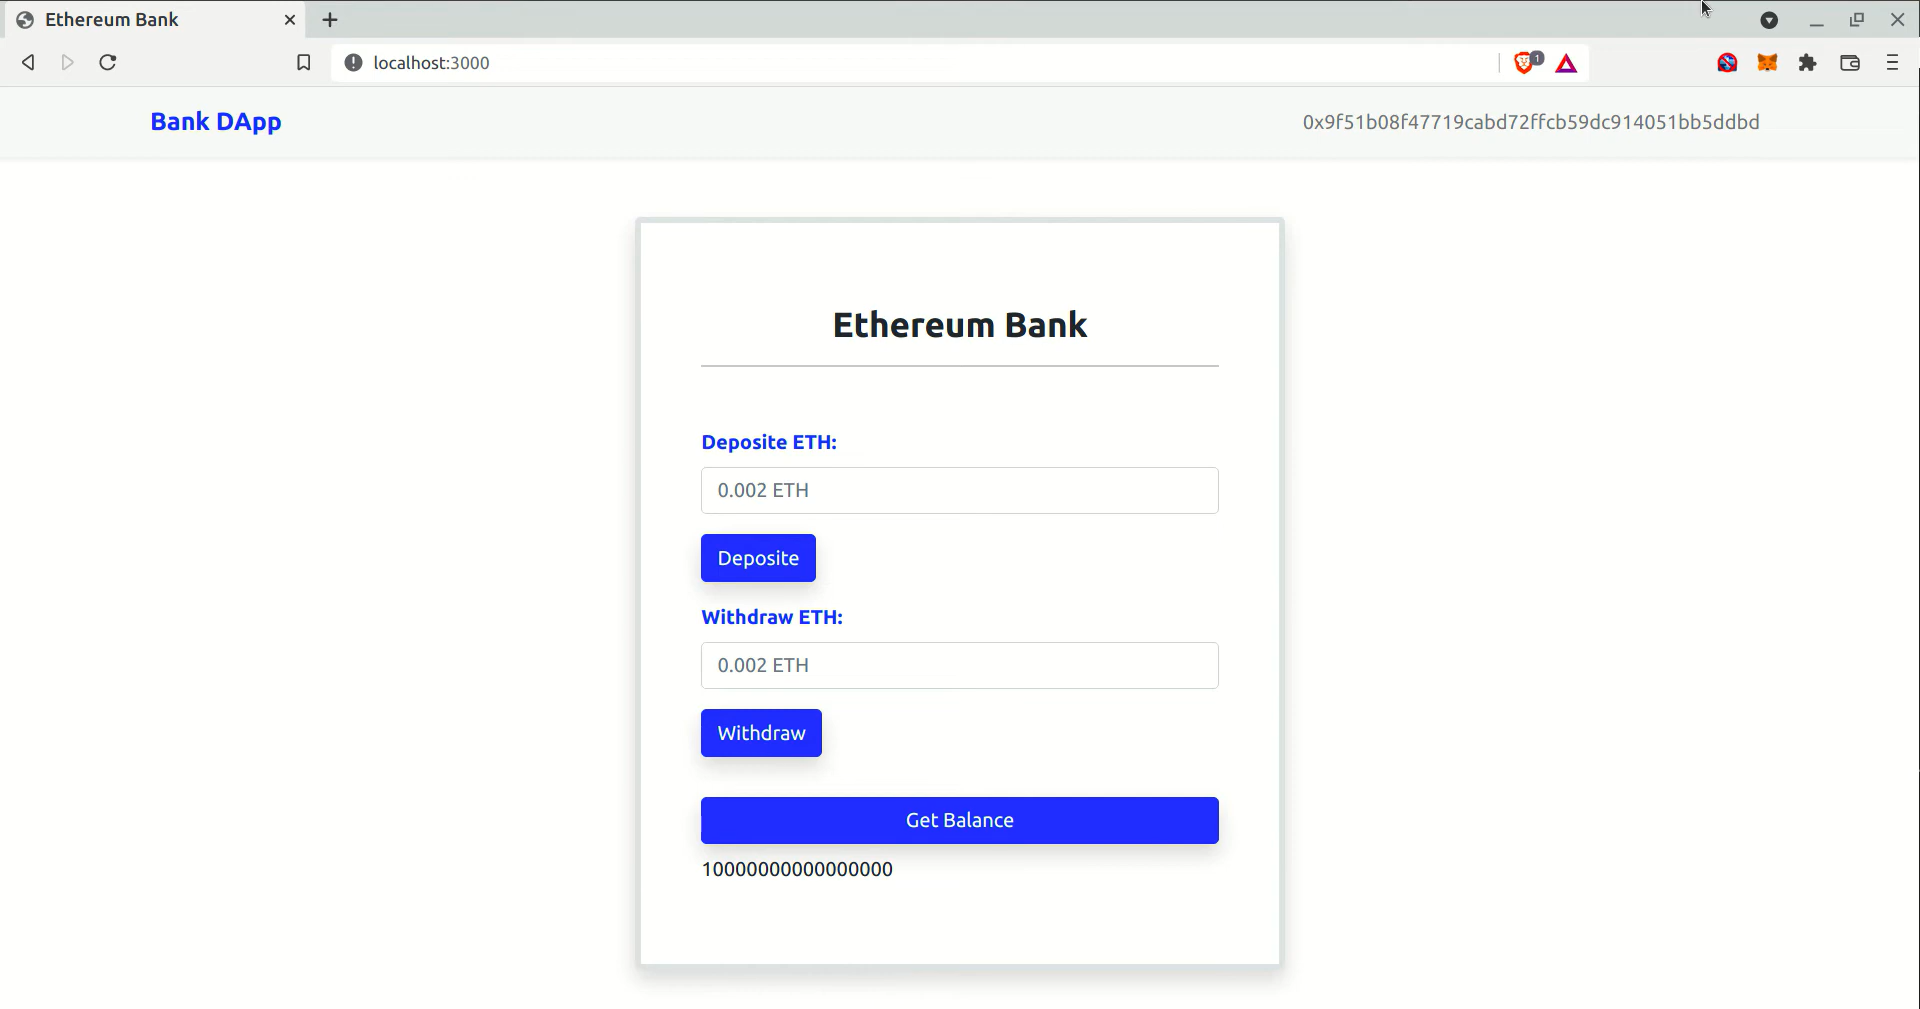 Ethereum Bank
localhost:3000
1
Bank DApp
0x9f51b08f47719cabd72ffcb59dc914051bb5ddbd
Ethereum Bank
Deposite ETH:
0.002 ETH
Deposite
Withdraw ETH:
0.002 ETH
Withdraw
Get Balance
10000000000000000